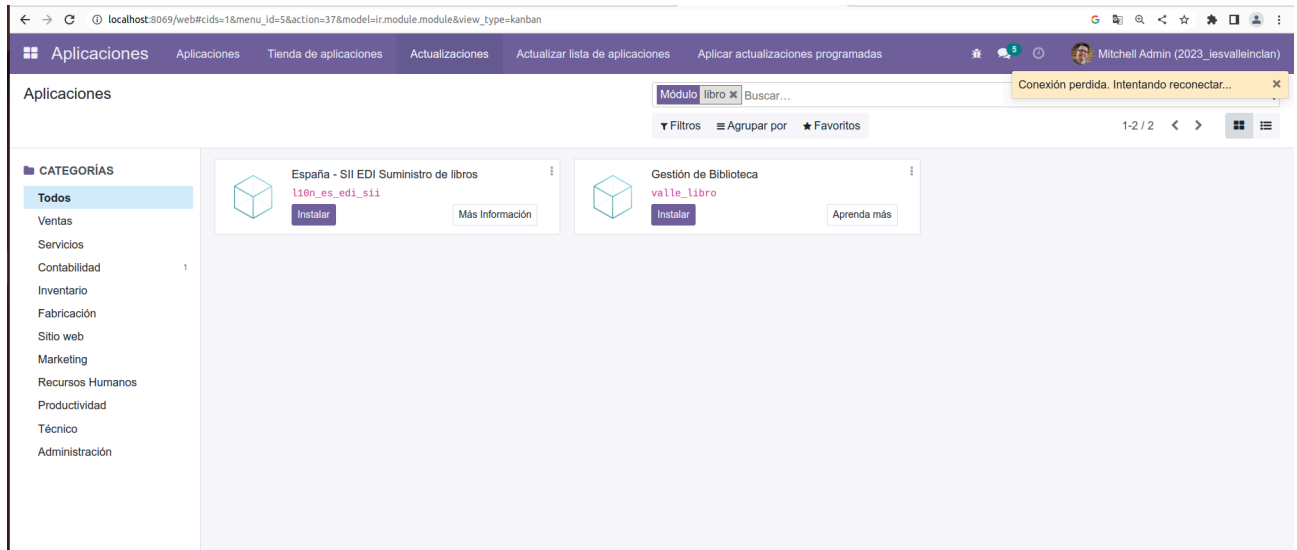 localhost:8069/web#cids=1&menu_id=5&action=37&model=ir.module.module&view_type=kanban
Aplicaciones Aplicaciones Tienda de aplicaciones Actualizaciones Actualizar lista de aplicaciones Aplicar actualizaciones programadas 5 Mitchell Admin (2023_iesvalleinclan)
Conexión perdida. Intentando reconectar...
Aplicaciones
Módulo libro Buscar...
Filtros Agrupar por Favoritos 1-2 / 2
CATEGORÍAS
Todos
Ventas
Servicios
Contabilidad 1
Inventario
Fabricación
Sitio web
Marketing
Recursos Humanos
Productividad
Técnico
Administración
España - SII EDI Suministro de libros
l10n_es_edi_sii
Instalar Más Información
Gestión de Biblioteca
valle_libro
Instalar Aprenda más